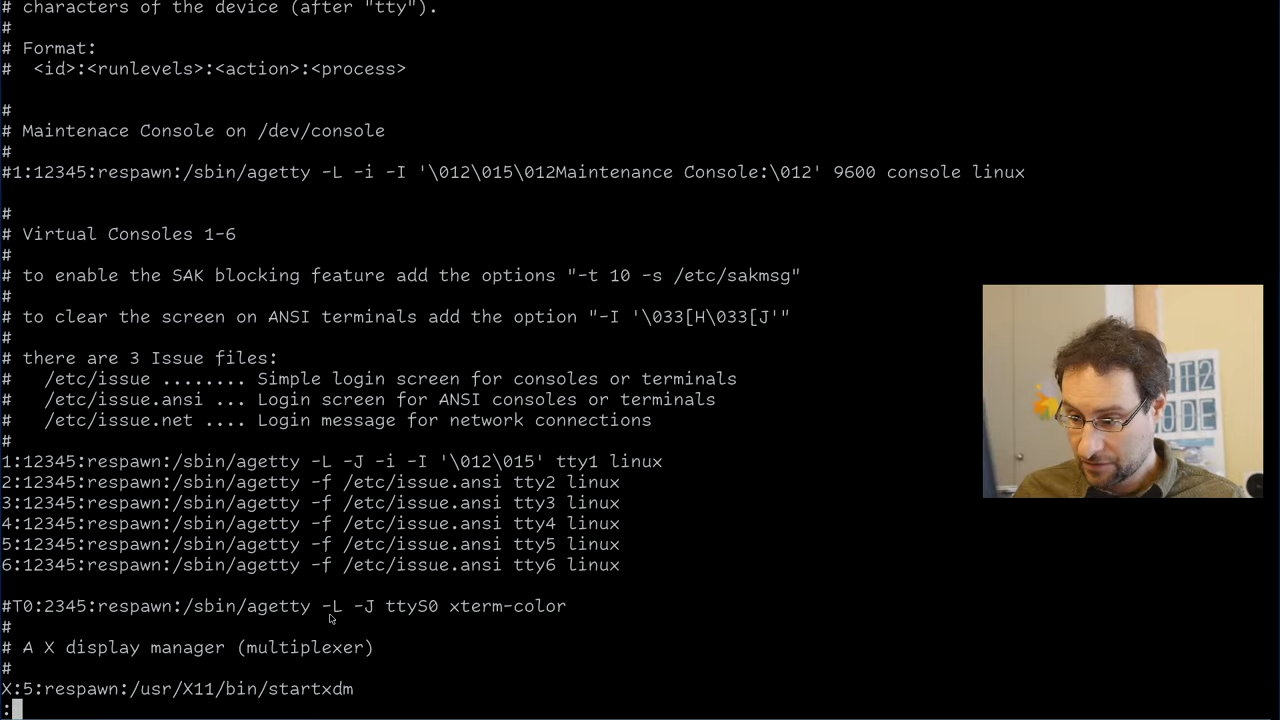 # characters of the device (after "tty").
#
# Format:
#  <id>:<runlevels>:<action>:<process>
#
# Maintenace Console on /dev/console
#
#1:12345:respawn:/sbin/agetty -L -i -I '\012\015\012Maintenance Console:\012' 9600 console linux
#
# Virtual Consoles 1-6
#
# to enable the SAK blocking feature add the options "-t 10 -s /etc/sakmsg"
#
# to clear the screen on ANSI terminals add the option "-I '\033[H\033[J'"
#
# there are 3 Issue files:
#   /etc/issue ........ Simple login screen for consoles or terminals
#   /etc/issue.ansi ... Login screen for ANSI consoles or terminals
#   /etc/issue.net .... Login message for network connections
#
1:12345:respawn:/sbin/agetty -L -J -i -I '\012\015' tty1 linux
2:12345:respawn:/sbin/agetty -f /etc/issue.ansi tty2 linux
3:12345:respawn:/sbin/agetty -f /etc/issue.ansi tty3 linux
4:12345:respawn:/sbin/agetty -f /etc/issue.ansi tty4 linux
5:12345:respawn:/sbin/agetty -f /etc/issue.ansi tty5 linux
6:12345:respawn:/sbin/agetty -f /etc/issue.ansi tty6 linux
#T0:2345:respawn:/sbin/agetty -L -J ttyS0 xterm-color
#
# A X display manager (multiplexer)
#
X:5:respawn:/usr/X11/bin/startxdm
: